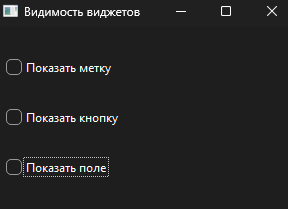 Видимость виджетов
Показать метку
Показать кнопку
Показать поле